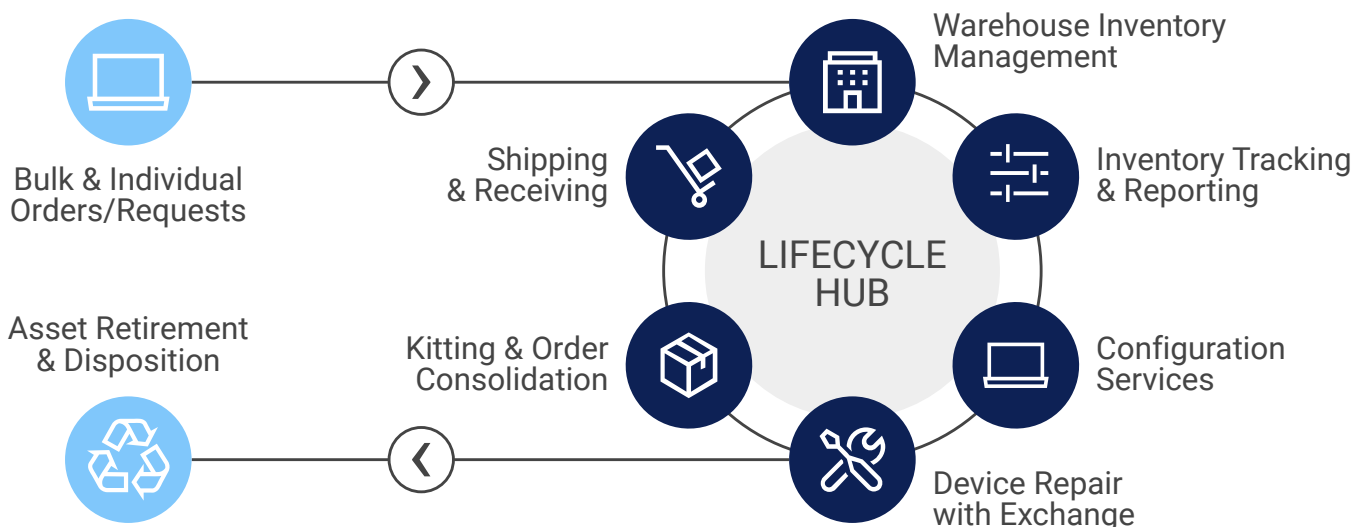 Warehouse Inventory
Management
Bulk & Individual
Orders/Requests
Shipping
& Receiving
Inventory Tracking
& Reporting
LIFECYCLE
HUB
Asset Retirement
& Disposition
Kitting & Order
Consolidation
Configuration
Services
Device Repair
with Exchange